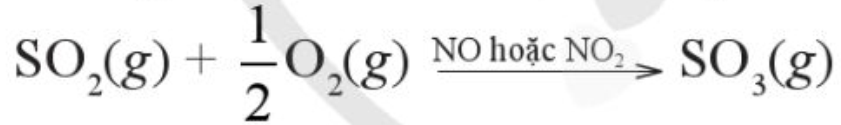 SO₂(g) + 1/2 O₂(g) NO hoặc NO₂ → SO₃(g)